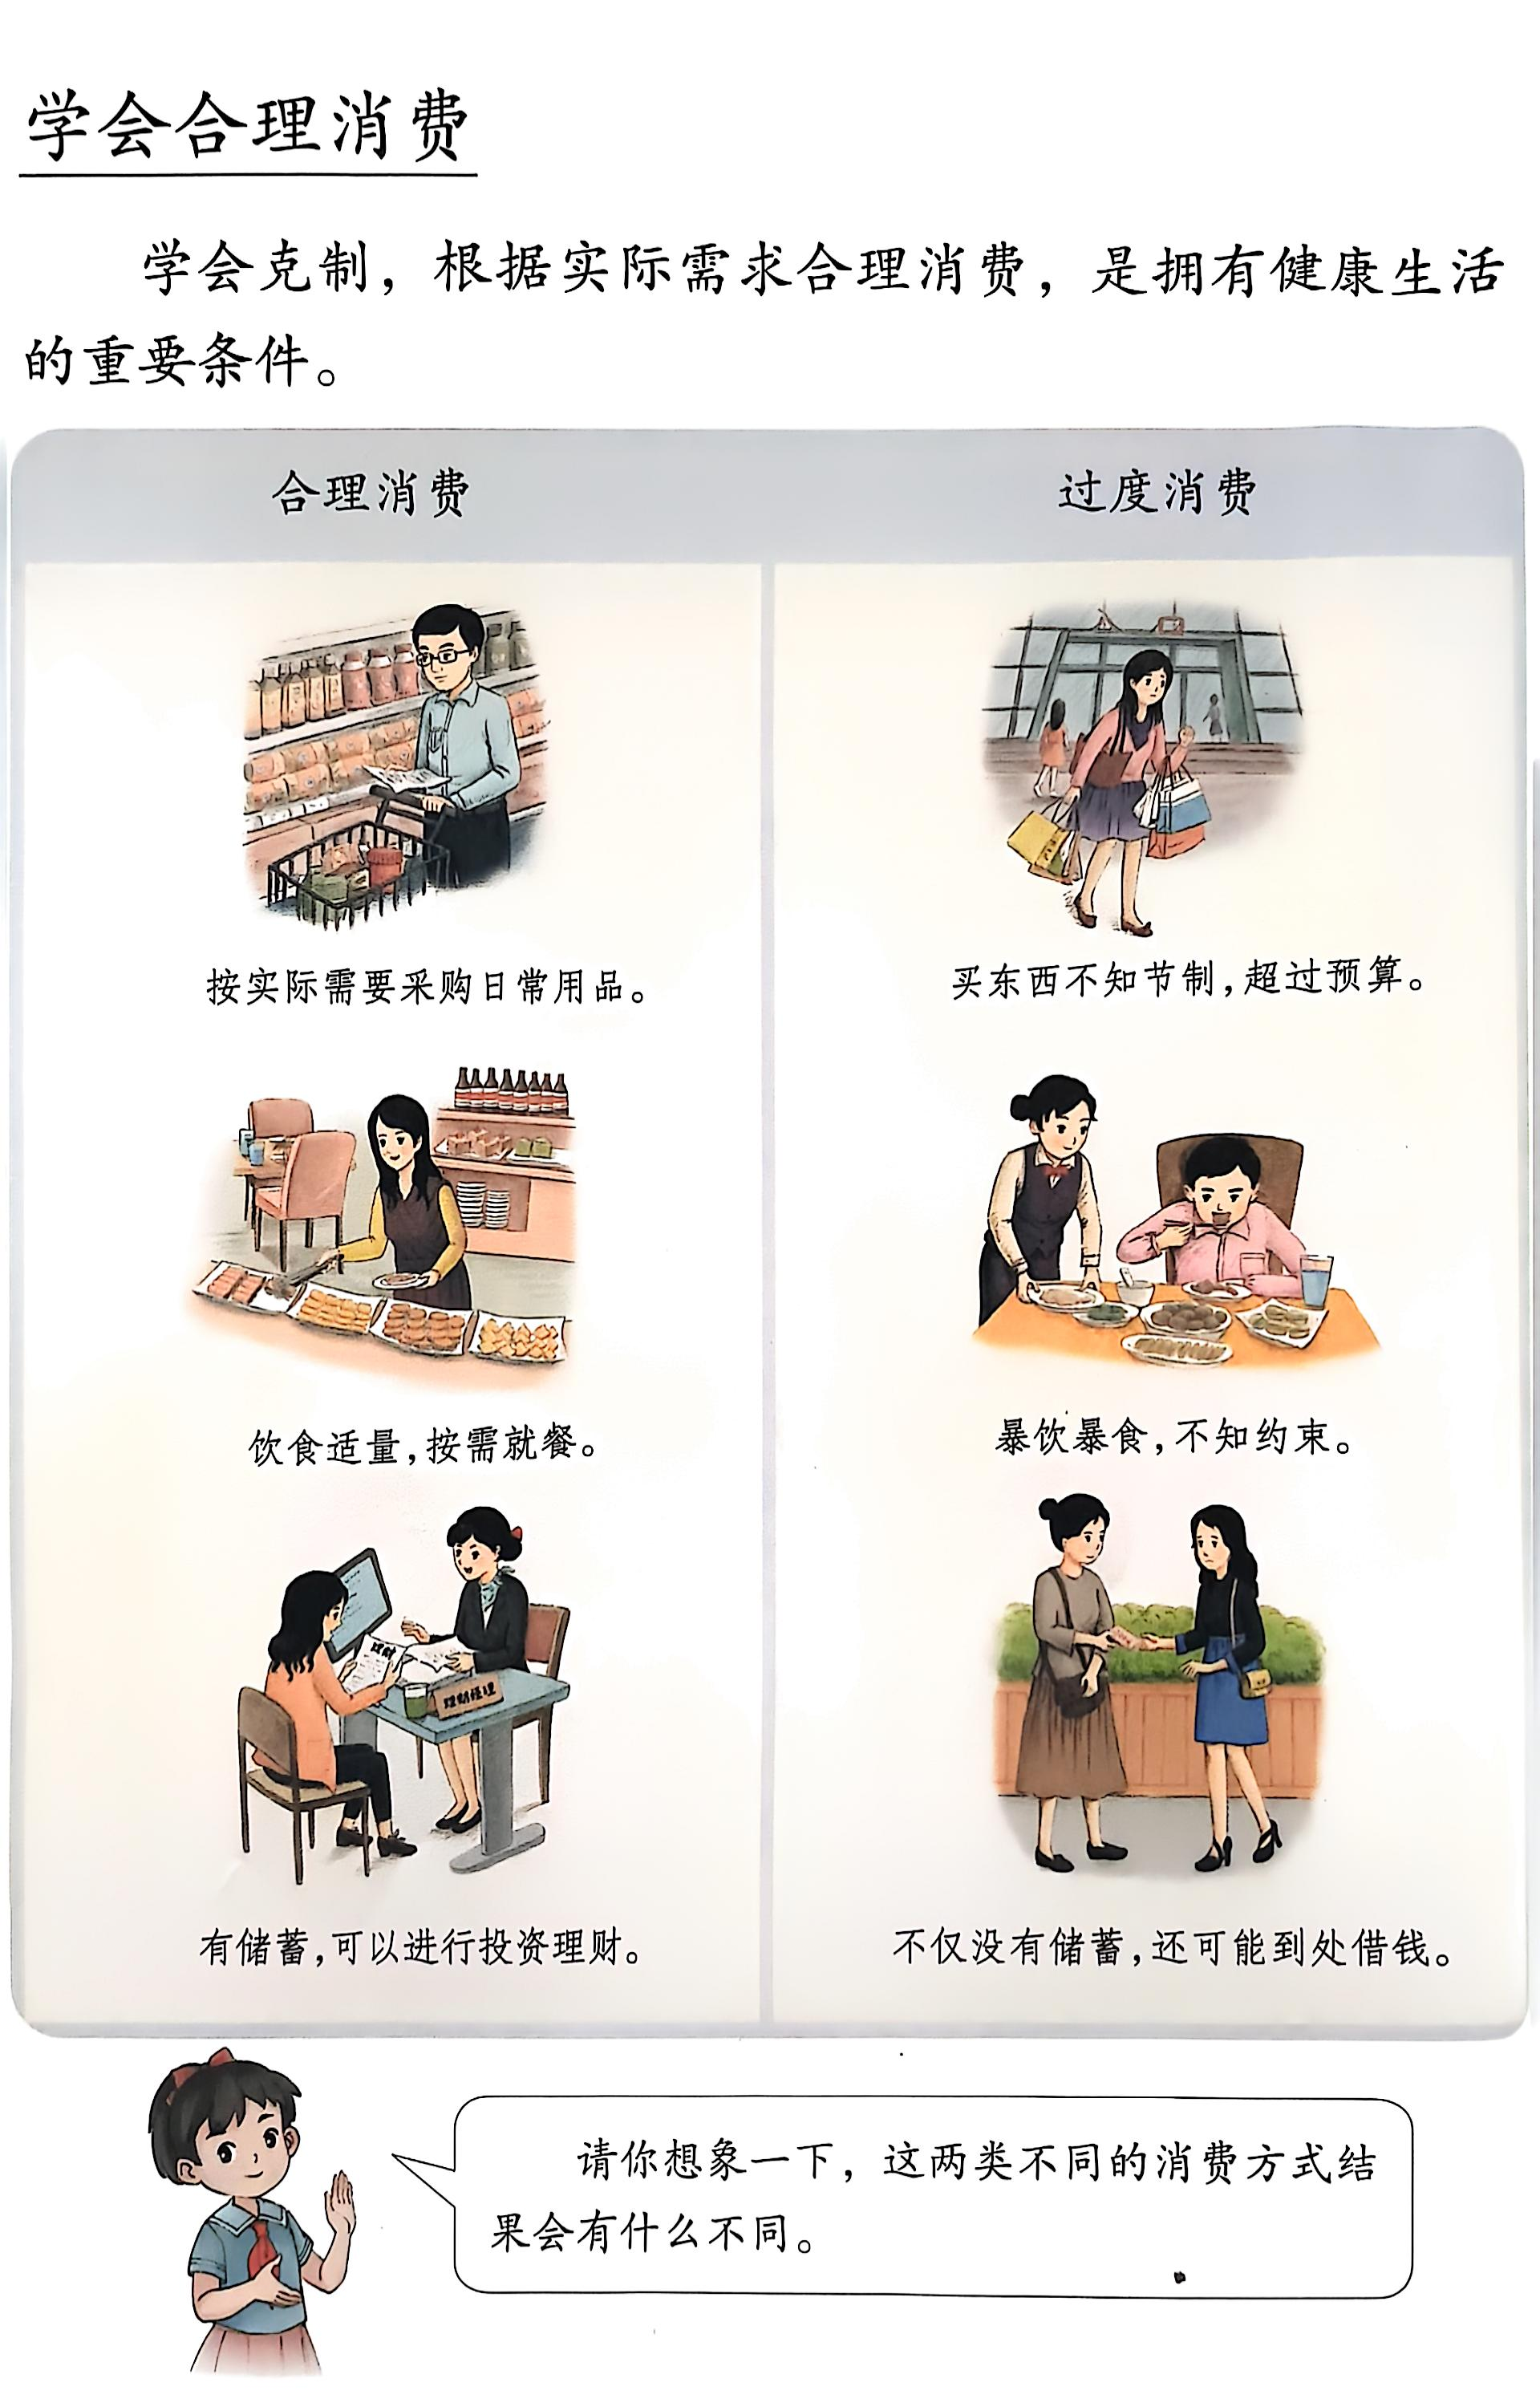 学会合理消费
学会克制，根据实际需求合理消费，是拥有健康生活
的重要条件。
合理消费
过度消费
按实际需要采购日常用品。
买东西不知节制，超过预算。
饮食适量，按需就餐。
暴饮暴食，不知约束。
理财
理财经理
有储蓄，可以进行投资理财。
不仅没有储蓄，还可能到处借钱。
请你想象一下，这两类不同的消费方式结
果会有什么不同。